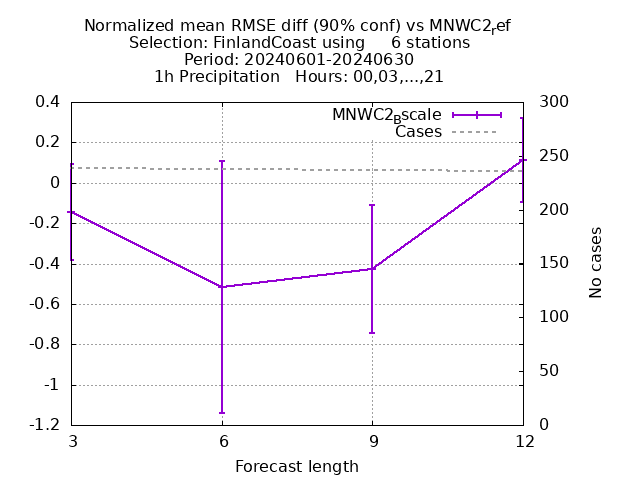 Normalized mean RMSE diff (90% conf) vs MNWC2ref
Selection: FinlandCoast using 6 stations
Period: 20240601-20240630
1h Precipitation Hours: 00,03,...,21
MNWC2Bscale
Cases
0.4
0.2
0
-0.2
-0.4
-0.6
-0.8
-1
-1.2
300
250
200
150
100
50
0
No cases
3 6 9 12
Forecast length